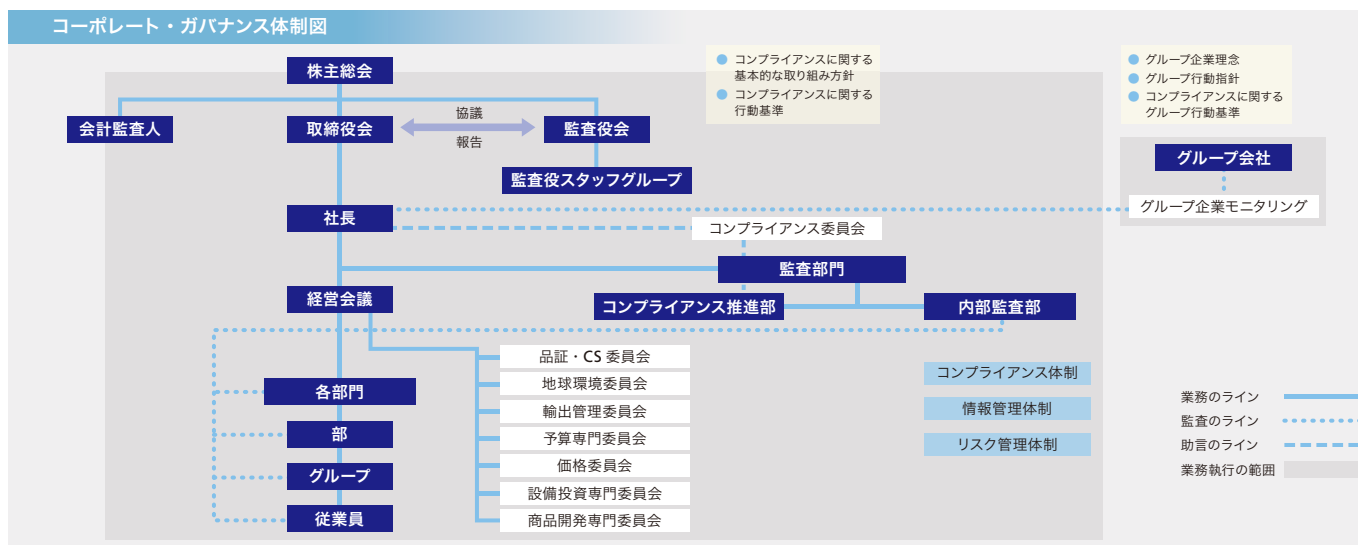 コーポレート・ガバナンス体制図
株主総会
コンプライアンスに関する
基本的な取り組み方針
コンプライアンスに関する
行動基準
グループ企業理念
グループ行動指針
コンプライアンスに関する
グループ行動基準
会計監査人
取締役会
協議
報告
監査役会
監査役スタッフグループ
グループ会社
グループ企業モニタリング
社長
コンプライアンス委員会
監査部門
経営会議
コンプライアンス推進部
内部監査部
品証・CS 委員会
地球環境委員会
輸出管理委員会
予算専門委員会
価格委員会
設備投資専門委員会
商品開発専門委員会
各部門
部
グループ
従業員
コンプライアンス体制
情報管理体制
リスク管理体制
業務のライン
監査のライン
助言のライン
業務執行の範囲